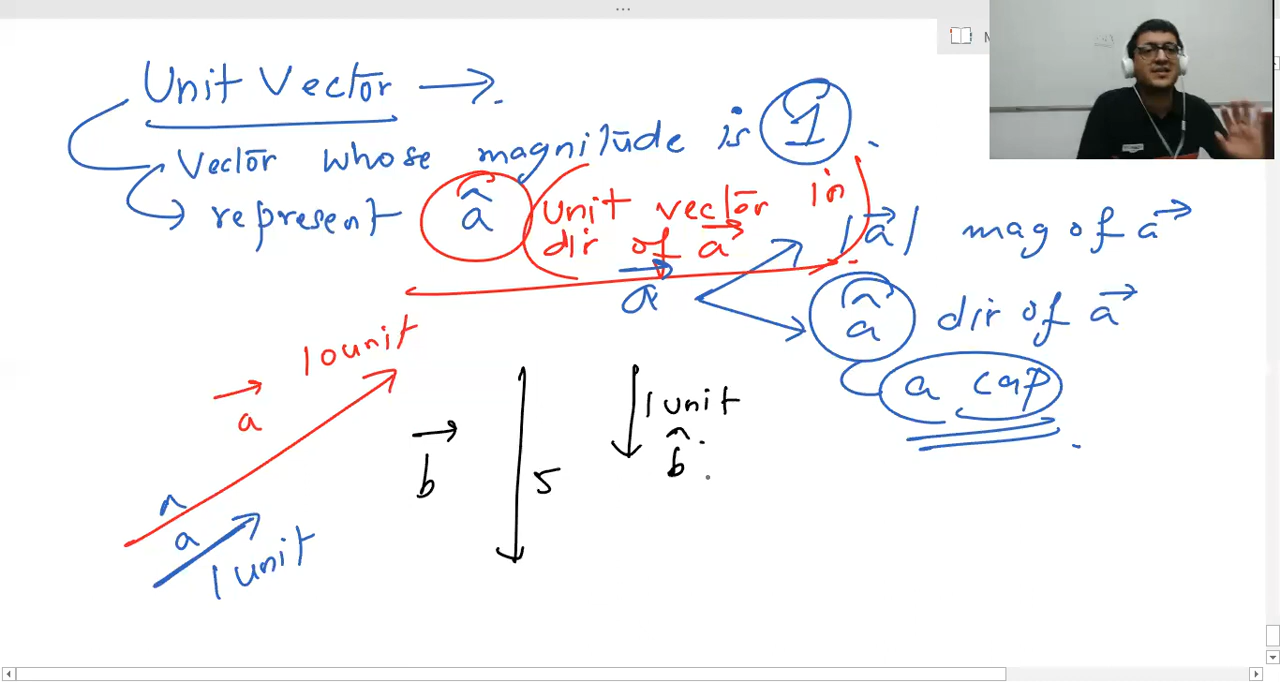 Unit Vector →
Vector whose magnitude is 1.
represent â Unit vector in
dir of a⃗
a⃗
|a⃗| mag of a⃗
â dir of a⃗
a cap
10 unit
a⃗
â
1 unit
b⃗
5
1 unit
b̂